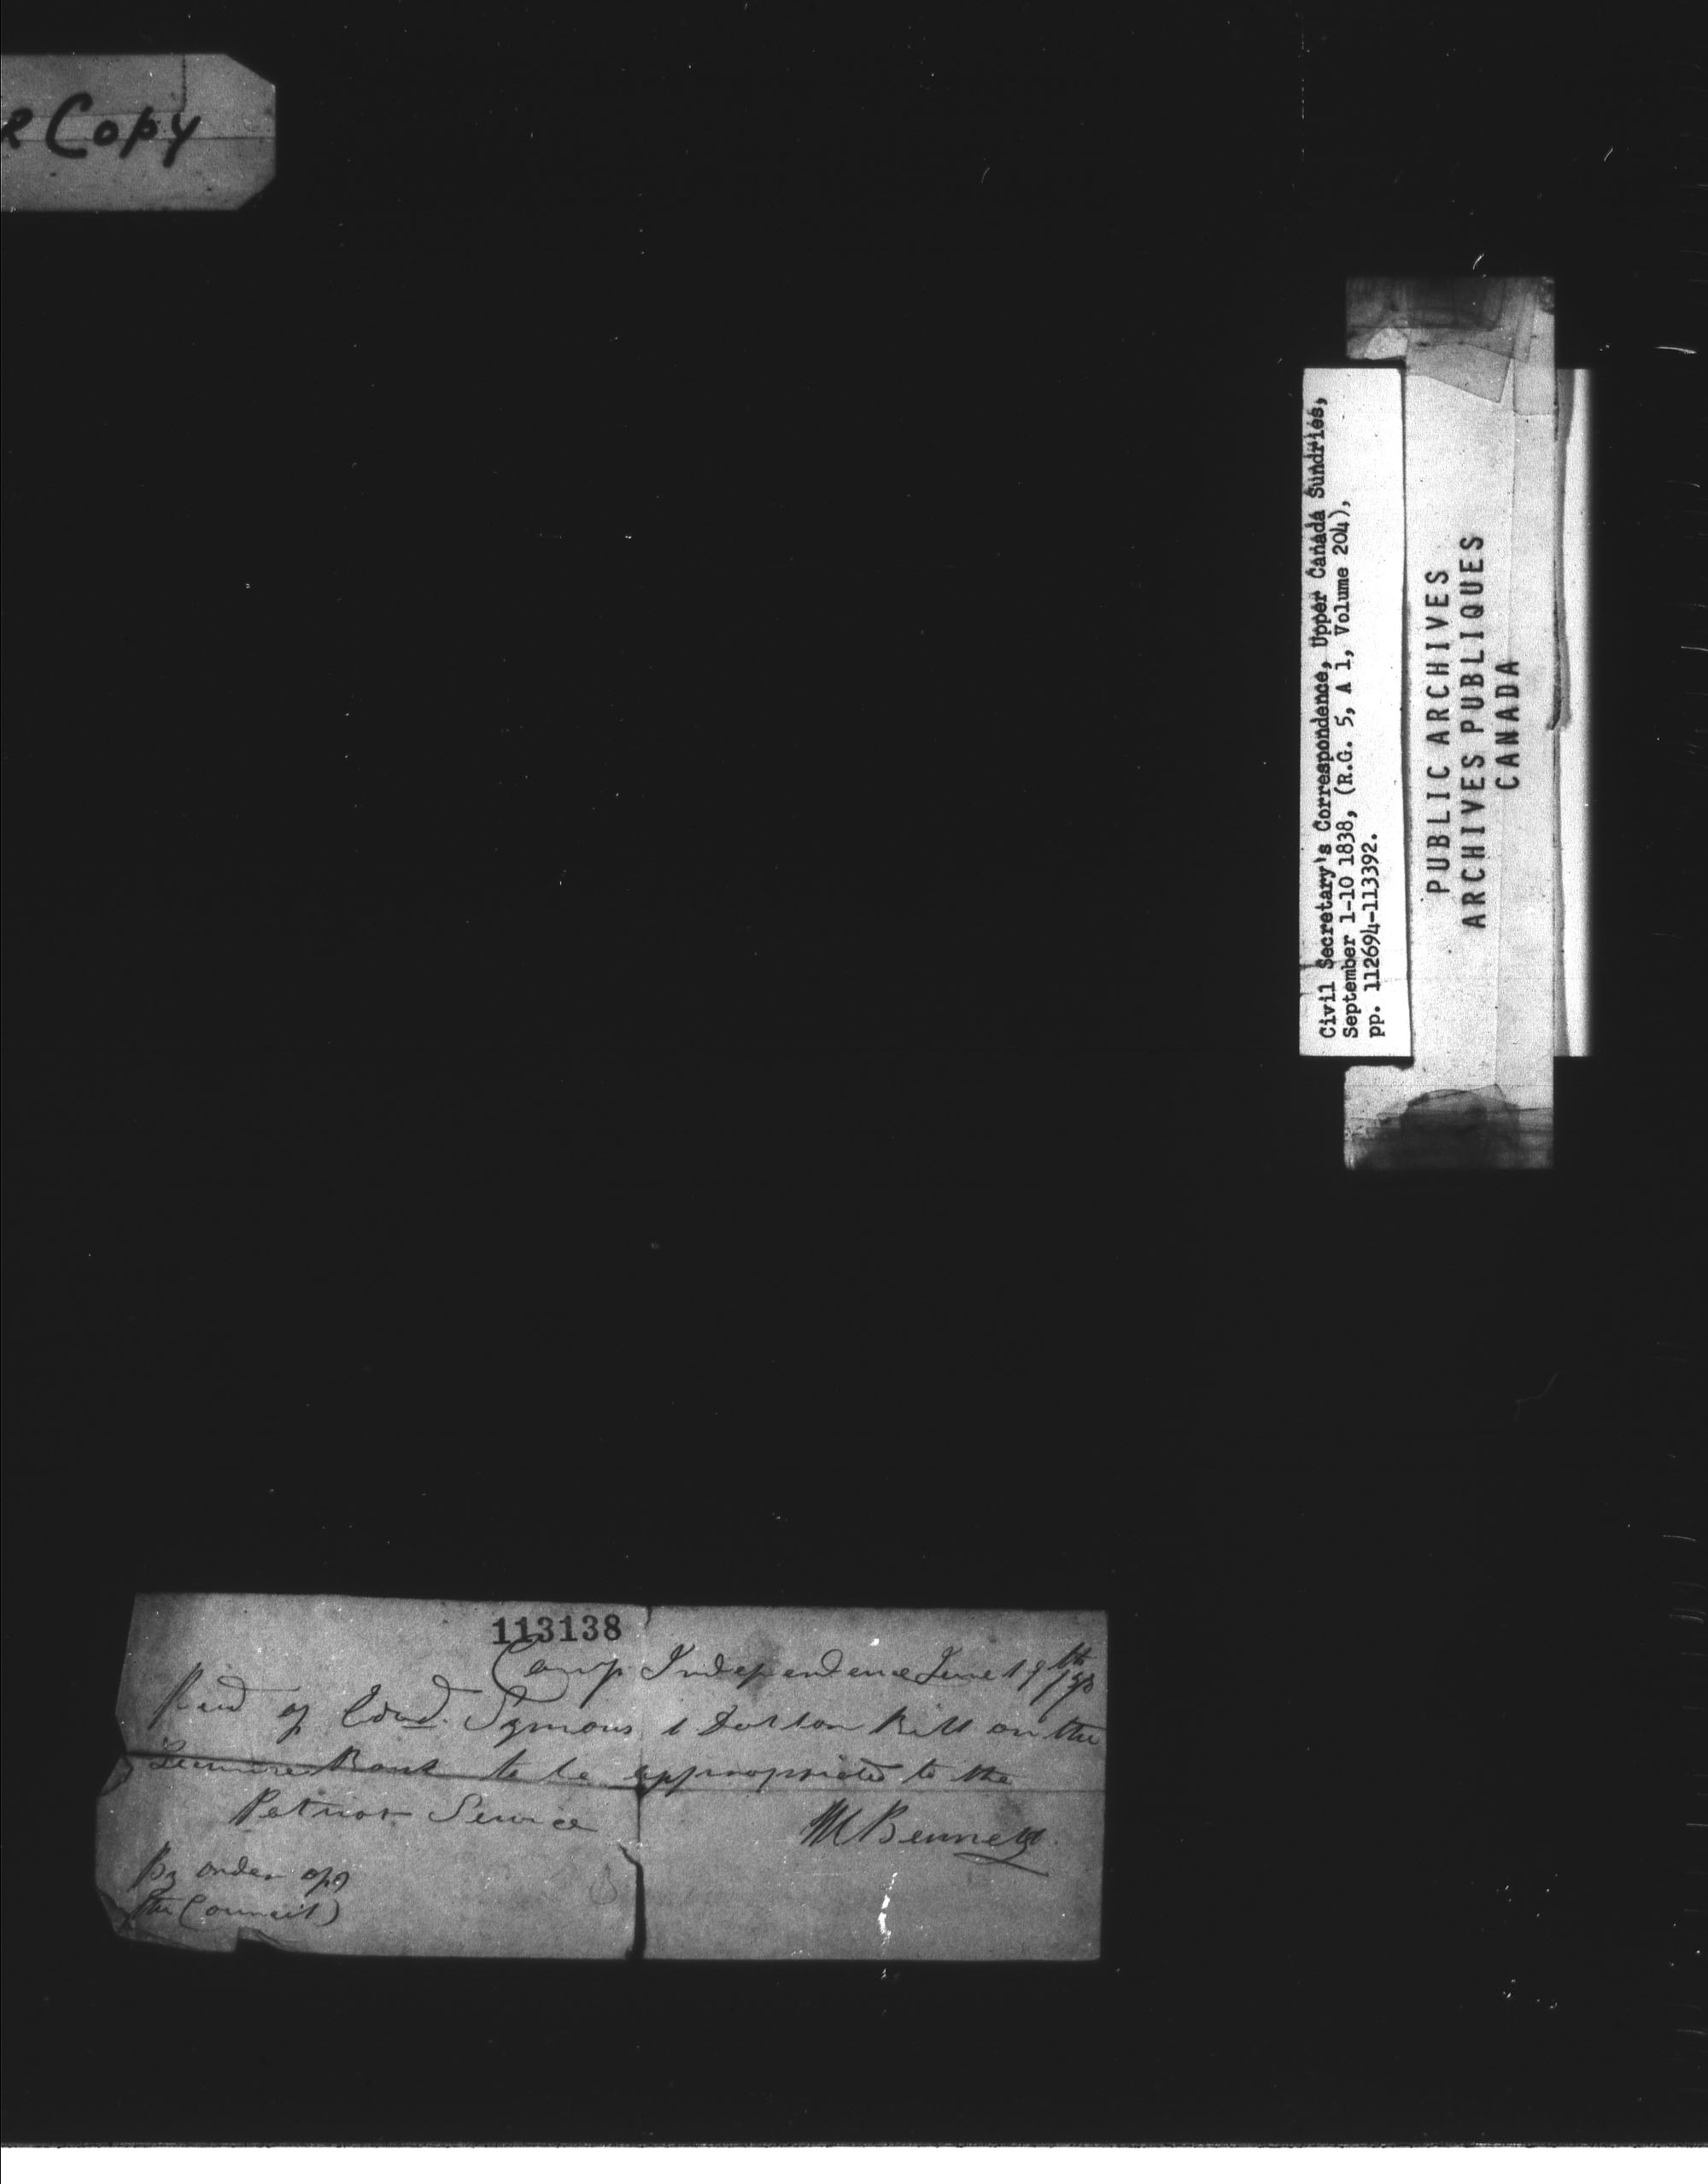 Copy
Civil Secretary's Correspondence, Upper Canada Sundries,
September 1-10 1838, (R.G. 5, A 1, Volume 204),
pp. 112694-113392.
PUBLIC ARCHIVES
ARCHIVES PUBLIQUES
CANADA
113138
Camp Independence June 19th
of Edwd. Symons 1 Dollar Bill on the
Bank to be appropriated to the
Patriot Service
M Bennett
By order of
the Council)